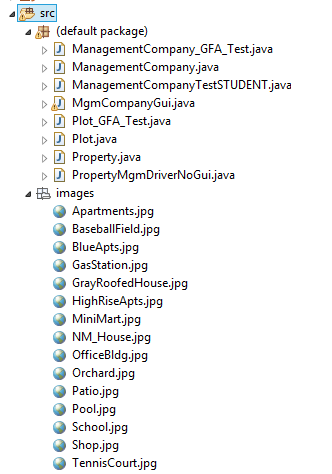 src
(default package)
ManagementCompany_GFA_Test.java
ManagementCompany.java
ManagementCompanyTestSTUDENT.java
MgmCompanyGui.java
Plot_GFA_Test.java
Plot.java
Property.java
PropertyMgmDriverNoGui.java
images
Apartments.jpg
BaseballField.jpg
BlueApts.jpg
GasStation.jpg
GrayRoofedHouse.jpg
HighRiseApts.jpg
MiniMart.jpg
NM_House.jpg
OfficeBldg.jpg
Orchard.jpg
Patio.jpg
Pool.jpg
School.jpg
Shop.jpg
TennisCourt.jpg